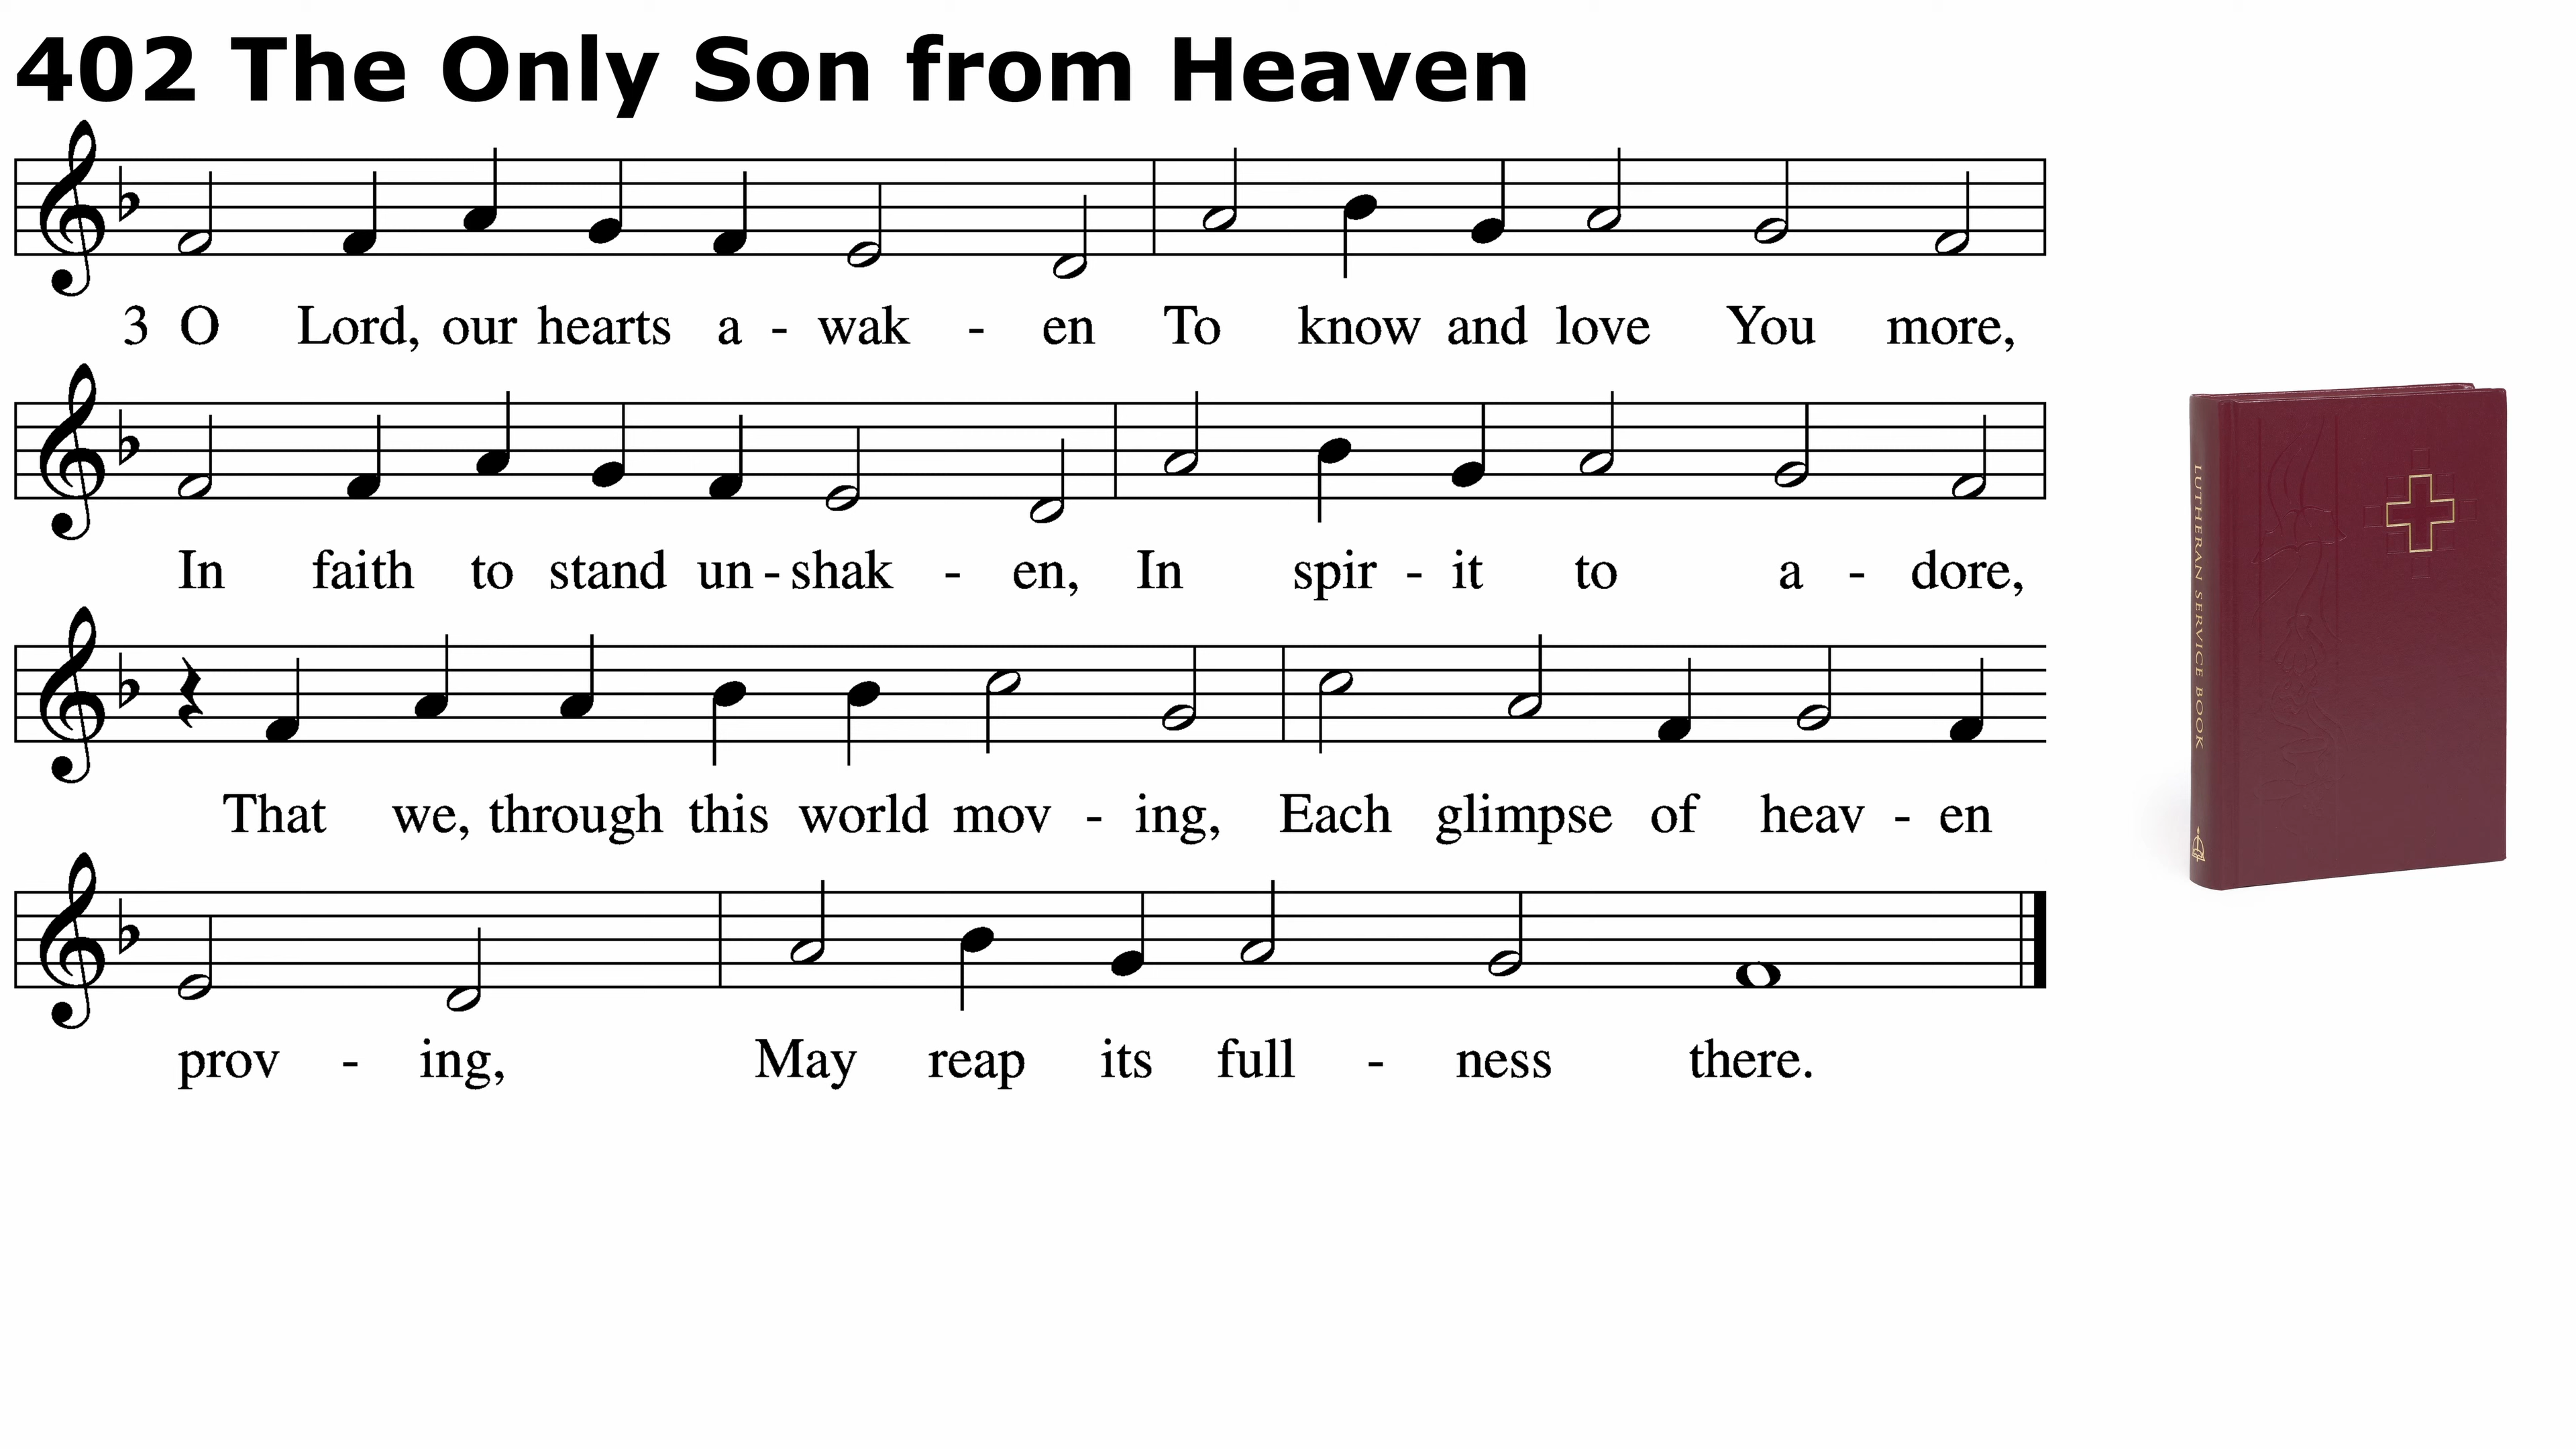 402 The Only Son from Heaven
3 O Lord, our hearts a - wak - en To know and love You more,
In faith to stand un - shak - en, In spir - it to a - dore,
That we, through this world mov - ing, Each glimpse of heav - en
prov - ing, May reap its full - ness there.
LUTHERAN SERVICE BOOK